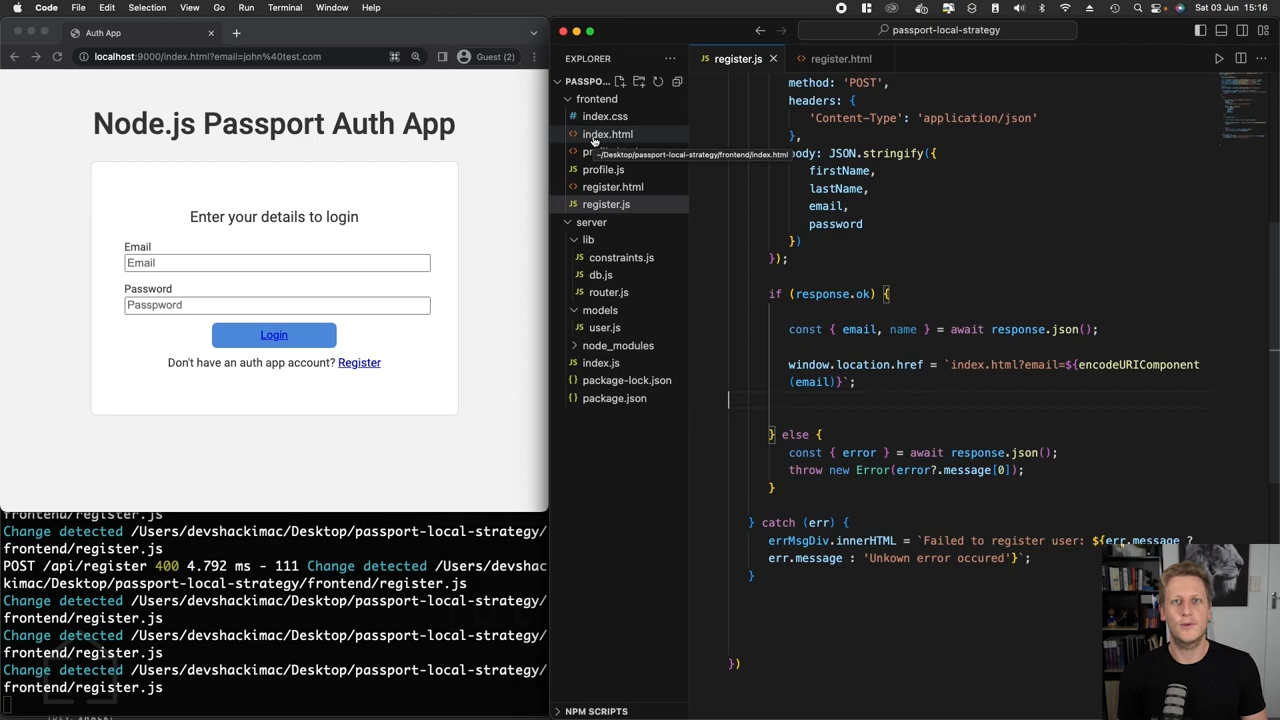 Code File Edit Selection View Go Run Terminal Window Help
Sat 03 Jun 15:16
Auth App
localhost:9000/index.html?email=john%40test.com
Guest (2)
Node.js Passport Auth App
Enter your details to login
Email
Email
Password
Passpword
Login
Don't have an auth app account? Register
frontend/register.js
Change detected /Users/devshackimac/Desktop/passport-local-strategy/
frontend/register.js
POST /api/register 400 4.792 ms - 111 Change detected /Users/devshac
kimac/Desktop/passport-local-strategy/frontend/register.js
Change detected /Users/devshackimac/Desktop/passport-local-strategy/
frontend/register.js
Change detected /Users/devshackimac/Desktop/passport-local-strategy/
frontend/register.js
Change detected /Users/devshackimac/Desktop/passport-local-strategy/
frontend/register.js
passport-local-strategy
EXPLORER
PASSPO...
frontend
index.css
index.html
~/Desktop/passport-local-strategy/frontend/index.html
profile.js
register.html
register.js
server
lib
constraints.js
db.js
router.js
models
user.js
node_modules
index.js
package-lock.json
package.json
NPM SCRIPTS
register.js
register.html
method: 'POST',
headers: {
'Content-Type': 'application/json'
},
body: JSON.stringify({
firstName,
lastName,
email,
password
})
});
if (response.ok) {
const { email, name } = await response.json();
window.location.href = `index.html?email=${encodeURIComponent
(email)}`;
} else {
const { error } = await response.json();
throw new Error(error?.message[0]);
}
} catch (err) {
errMsgDiv.innerHTML = `Failed to register user: ${err.message ?
err.message : 'Unkown error occured'}`;
}
})